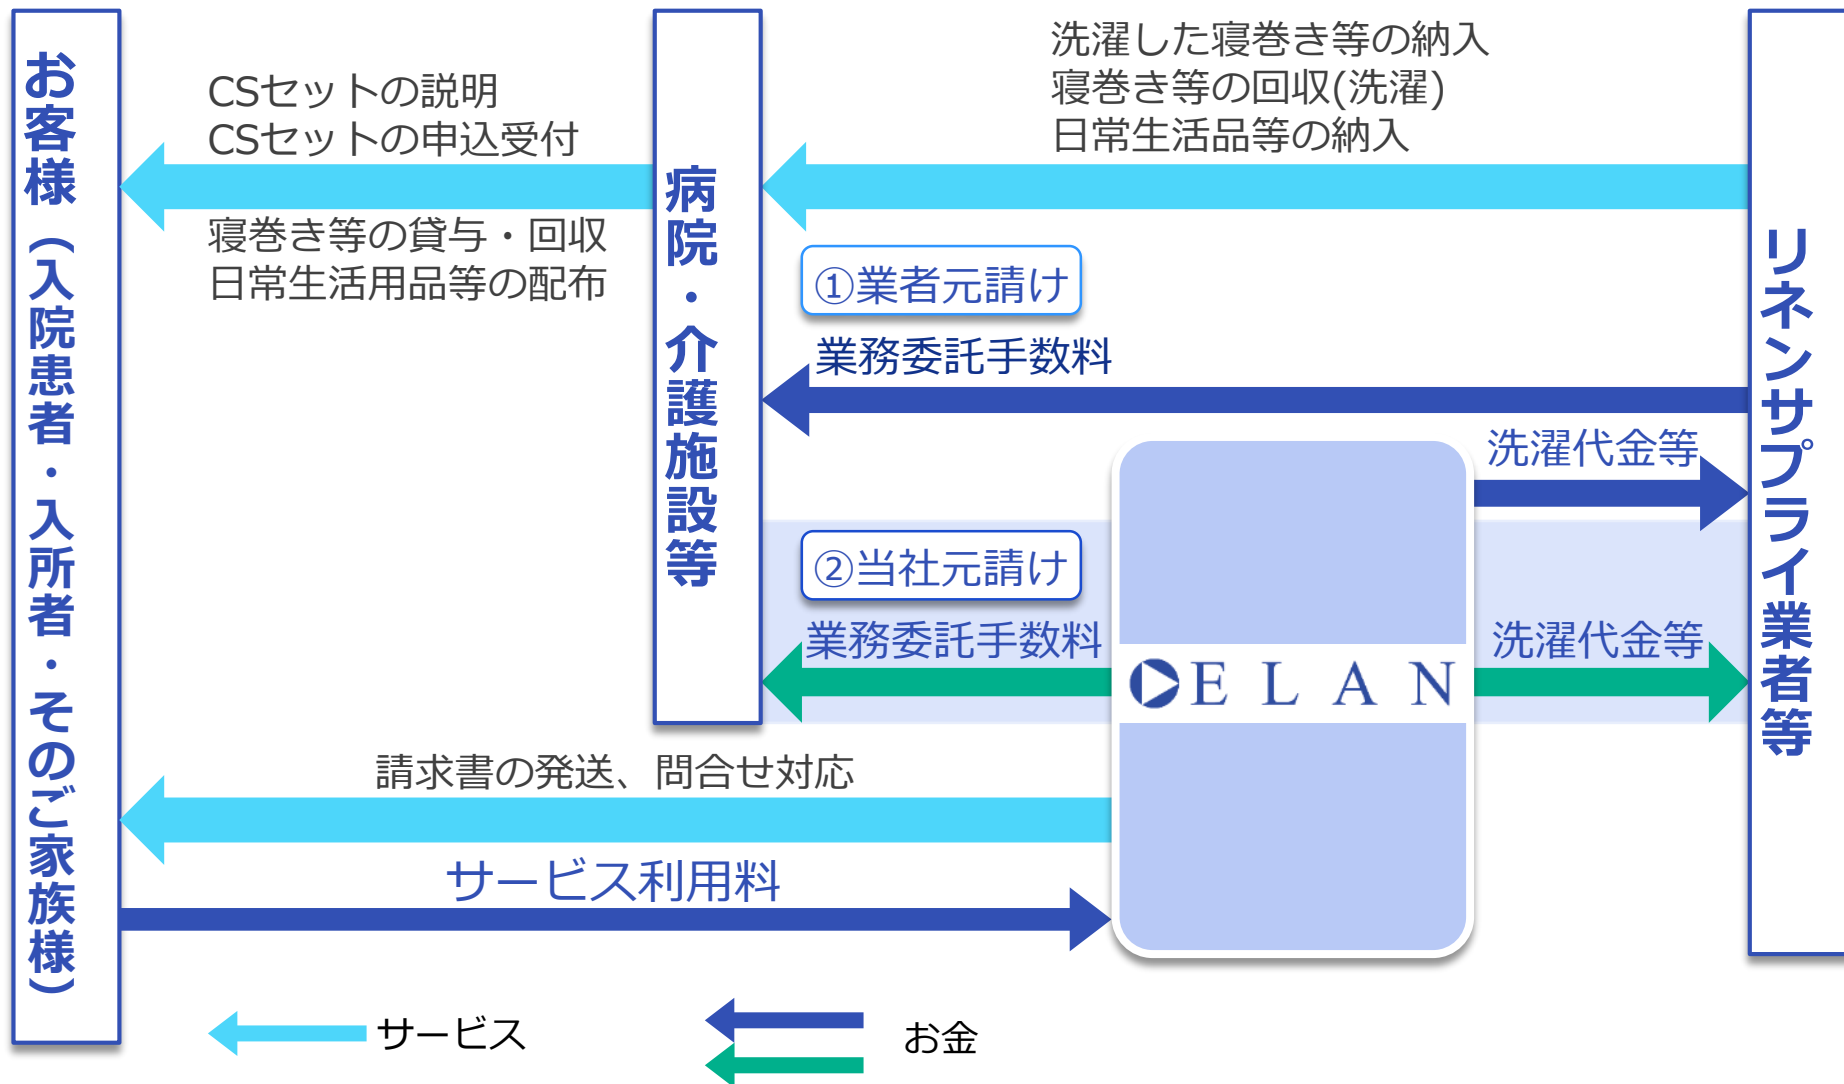 お客様（入院患者・入所者・そのご家族様）
CSセットの説明
CSセットの申込受付
寝巻き等の貸与・回収
日常生活用品等の配布
病院・介護施設等
洗濯した寝巻き等の納入
寝巻き等の回収(洗濯)
日常生活品等の納入
①業者元請け
業務委託手数料
洗濯代金等
②当社元請け
業務委託手数料
洗濯代金等
ELAN
リネンサプライ業者等
請求書の発送、問合せ対応
サービス利用料
サービス
お金